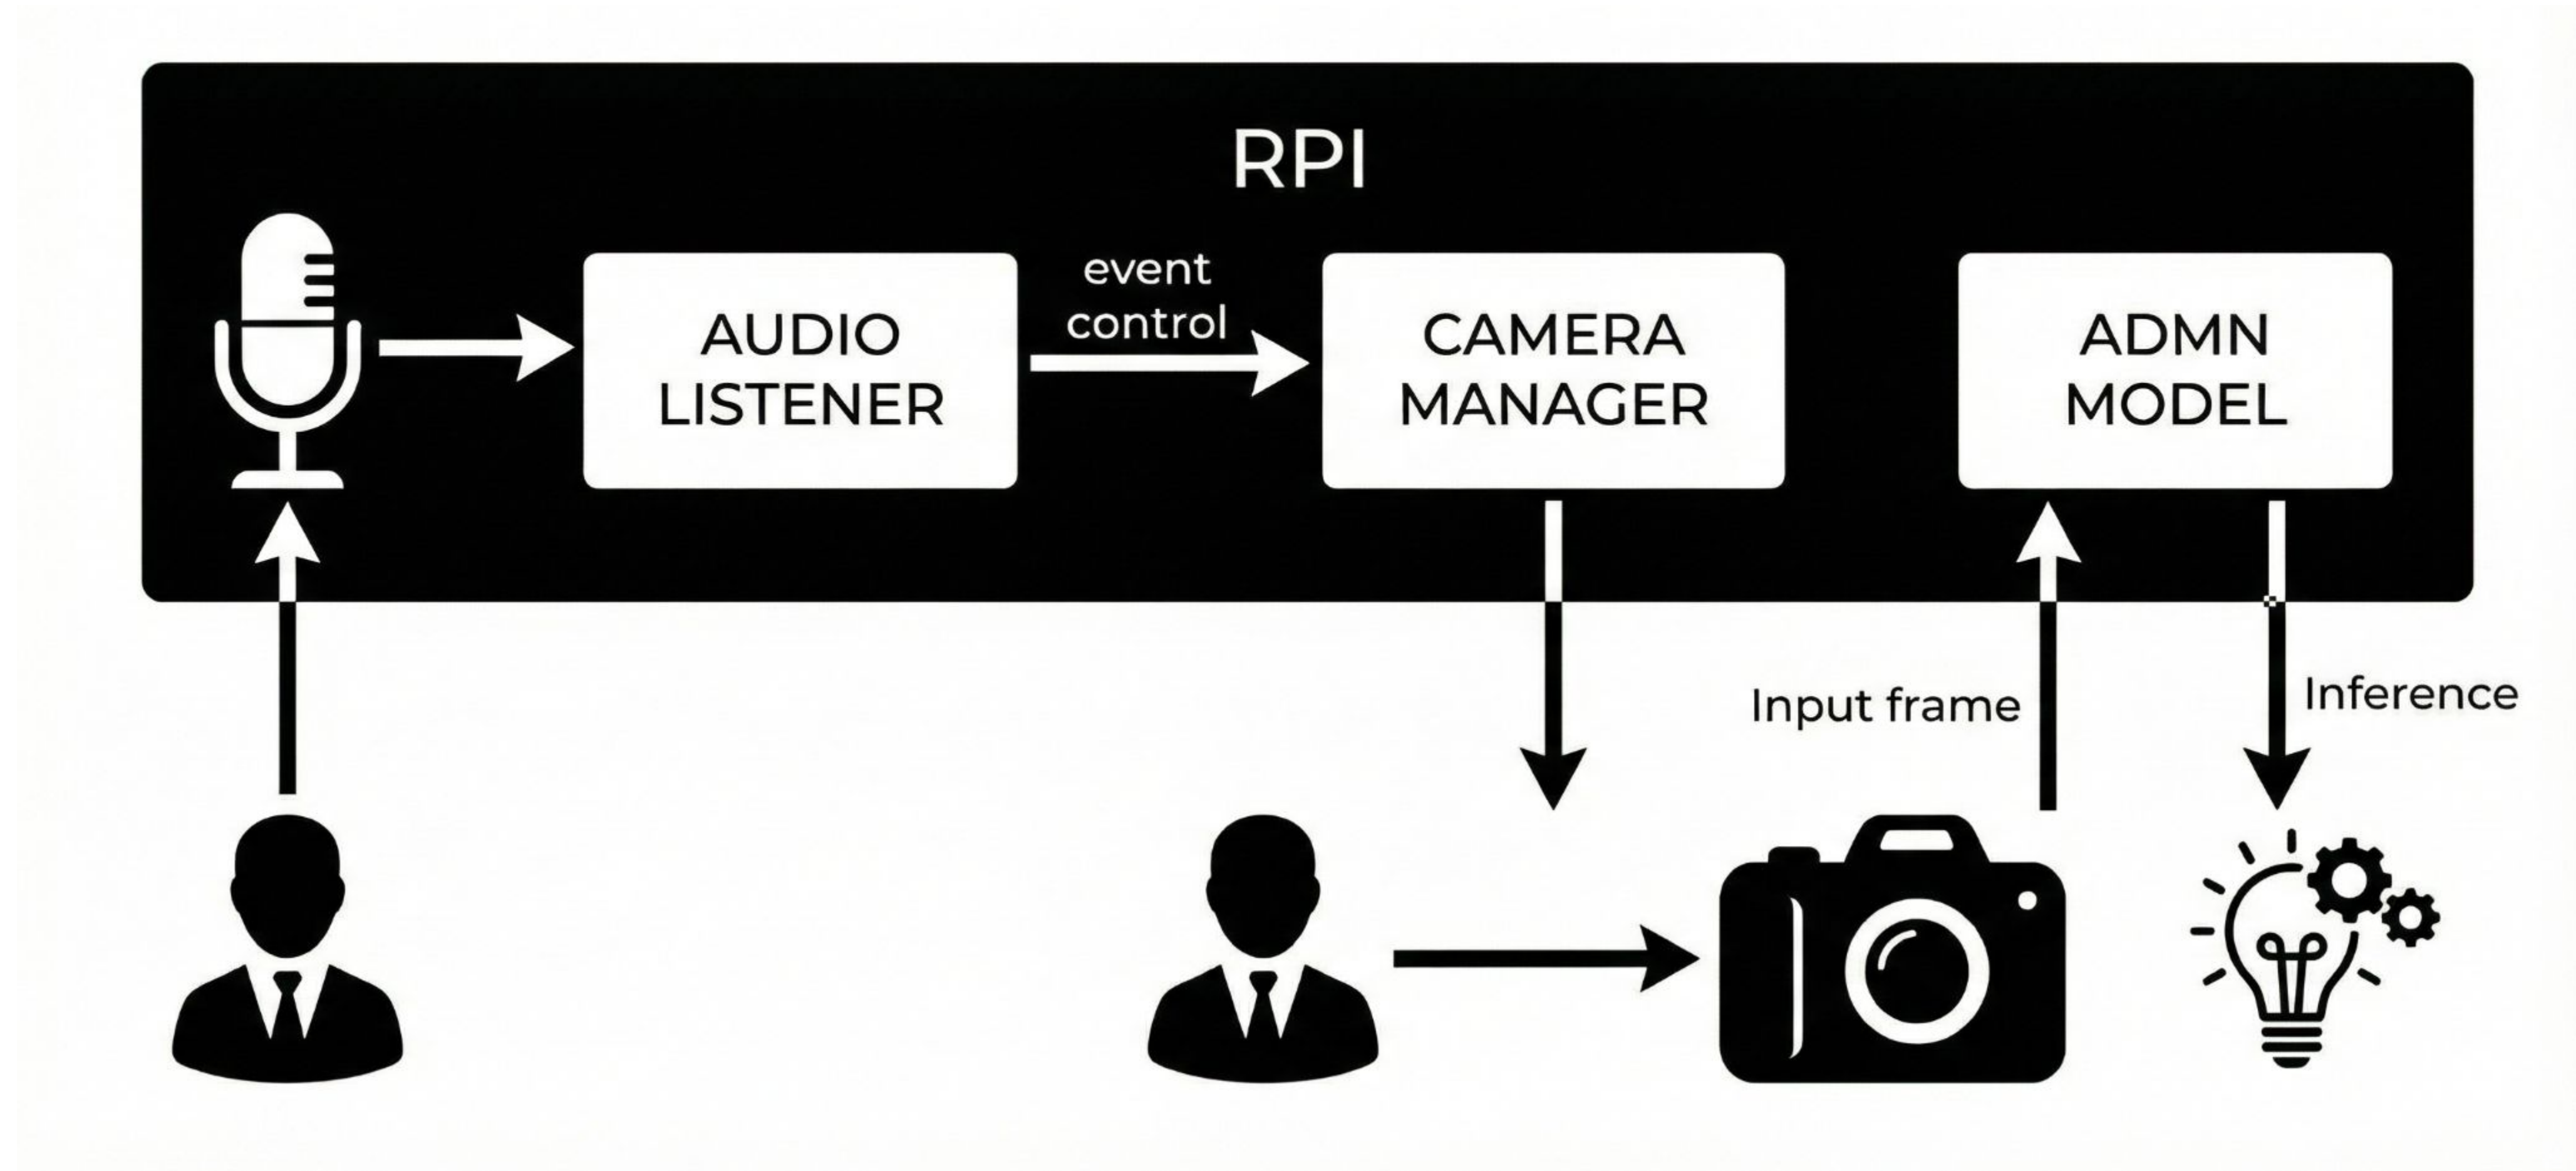 RPI
event
control
AUDIO
LISTENER
CAMERA
MANAGER
ADMN
MODEL
Input frame
Inference